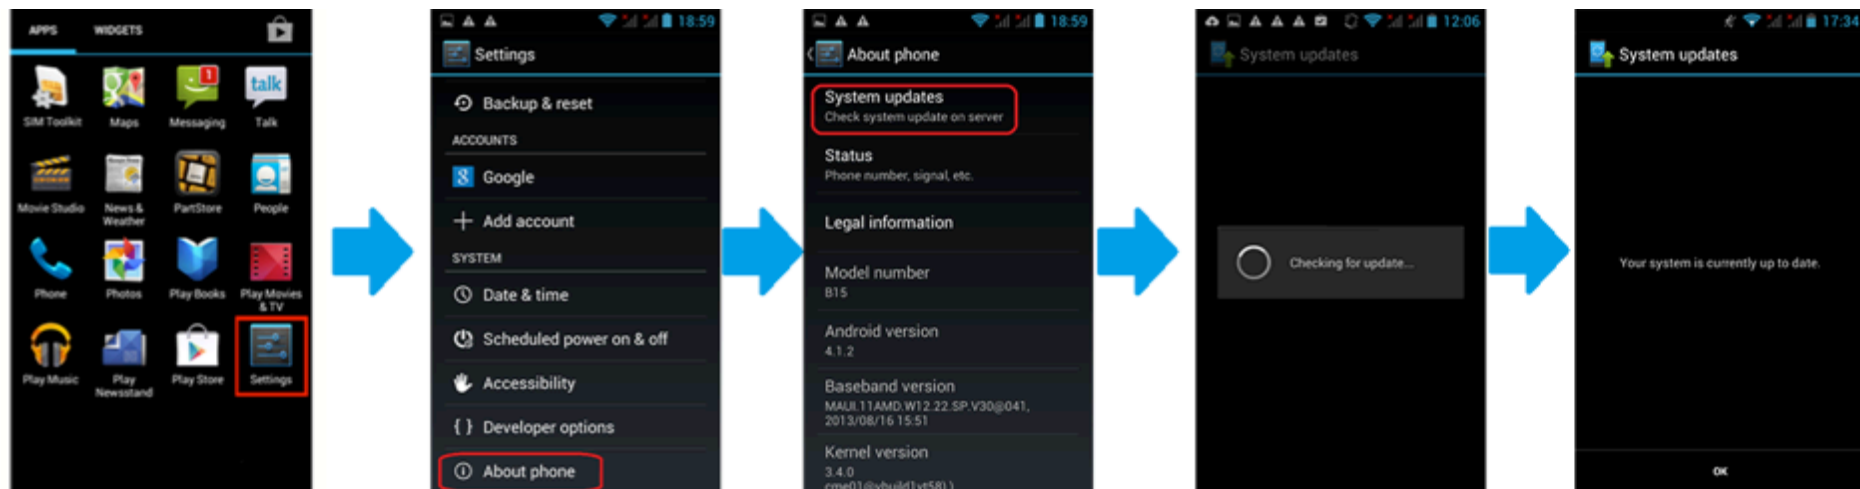 APPS WIDGETS
SIM Toolkit Maps Messaging 1 Talk
talk
Movie Studio News & Weather PartStore People
Phone Photos Play Books Play Movies & TV
Play Music Play Newsstand Play Store Settings
18:59
Settings
Backup & reset
ACCOUNTS
8 Google
Add account
SYSTEM
Date & time
Scheduled power on & off
Accessibility
{ } Developer options
About phone
18:59
About phone
System updates
Check system update on server
Status
Phone number, signal, etc.
Legal information
Model number
B15
Android version
4.1.2
Baseband version
MAUI.11AMD.W12.22.SP.V30@041,
2013/08/16 15:51
Kernel version
3.4.0
12:06
System updates
Checking for update...
17:34
System updates
Your system is currently up to date.
OK